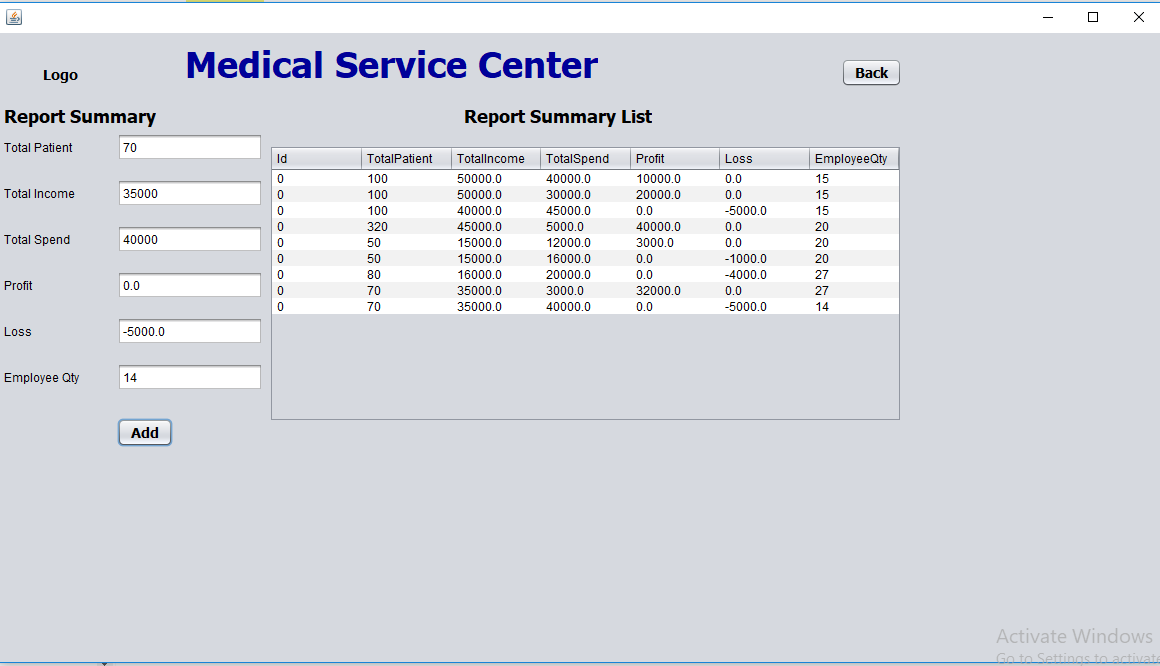 Medical Service Center
Logo
Back
Report Summary
Report Summary List
Total Patient 70
Total Income 35000
Total Spend 40000
Profit 0.0
Loss -5000.0
Employee Qty 14
Add
Id TotalPatient TotalIncome TotalSpend Profit Loss EmployeeQty
0 100 50000.0 40000.0 10000.0 0.0 15
0 100 50000.0 30000.0 20000.0 0.0 15
0 100 40000.0 45000.0 0.0 -5000.0 15
0 320 45000.0 5000.0 40000.0 0.0 20
0 50 15000.0 12000.0 3000.0 0.0 20
0 50 15000.0 16000.0 0.0 -1000.0 20
0 80 16000.0 20000.0 0.0 -4000.0 27
0 70 35000.0 3000.0 32000.0 0.0 27
0 70 35000.0 40000.0 0.0 -5000.0 14
Activate Windows
Go to Settings to activate